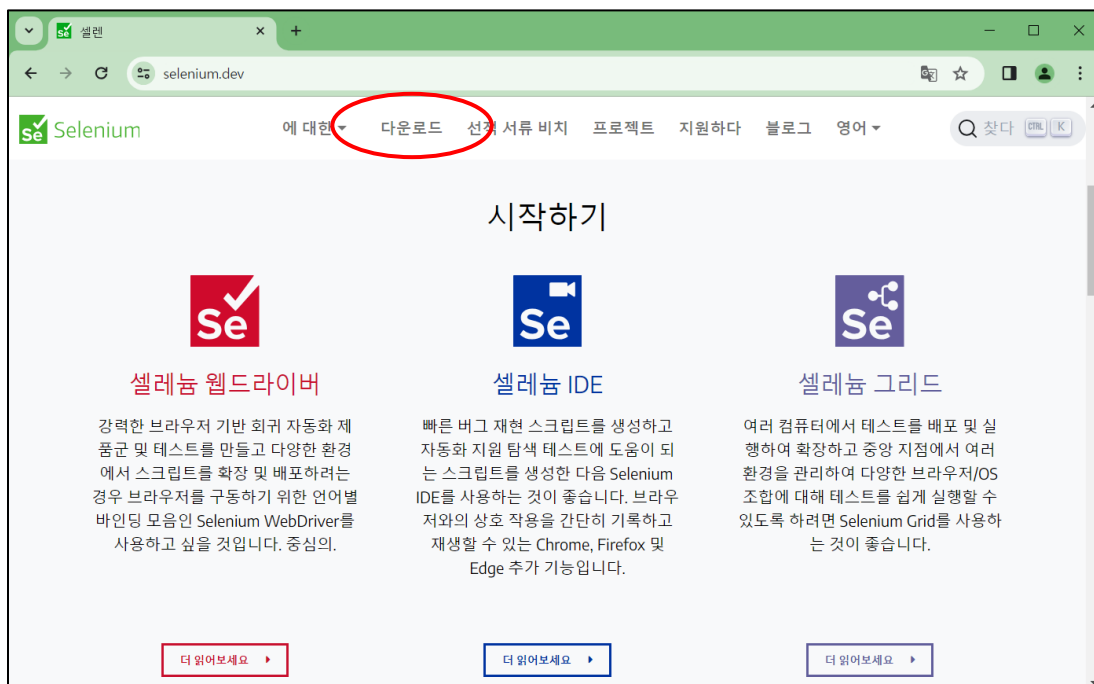 셀렌
selenium.dev
Se Selenium 에 대한 다운로드 선적 서류 비치 프로젝트 지원하다 블로그 영어 찾다 CTRL K
시작하기
Se Se Se
셀레늄 웹드라이버 셀레늄 IDE 셀레늄 그리드
강력한 브라우저 기반 회귀 자동화 제 빠른 버그 재현 스크립트를 생성하고 여러 컴퓨터에서 테스트를 배포 및 실
품군 및 테스트를 만들고 다양한 환경 자동화 지원 탐색 테스트에 도움이 되 행하여 확장하고 중앙 지점에서 여러
에서 스크립트를 확장 및 배포하려는 는 스크립트를 생성한 다음 Selenium 환경을 관리하여 다양한 브라우저/OS
경우 브라우저를 구동하기 위한 언어별 IDE를 사용하는 것이 좋습니다. 브라우 조합에 대해 테스트를 쉽게 실행할 수
바인딩 모음인 Selenium WebDriver를 저와의 상호 작용을 간단히 기록하고 있도록 하려면 Selenium Grid를 사용하
사용하고 싶을 것입니다. 중심의. 재생할 수 있는 Chrome, Firefox 및 는 것이 좋습니다.
Edge 추가 기능입니다.
더 읽어보세요 더 읽어보세요 더 읽어보세요